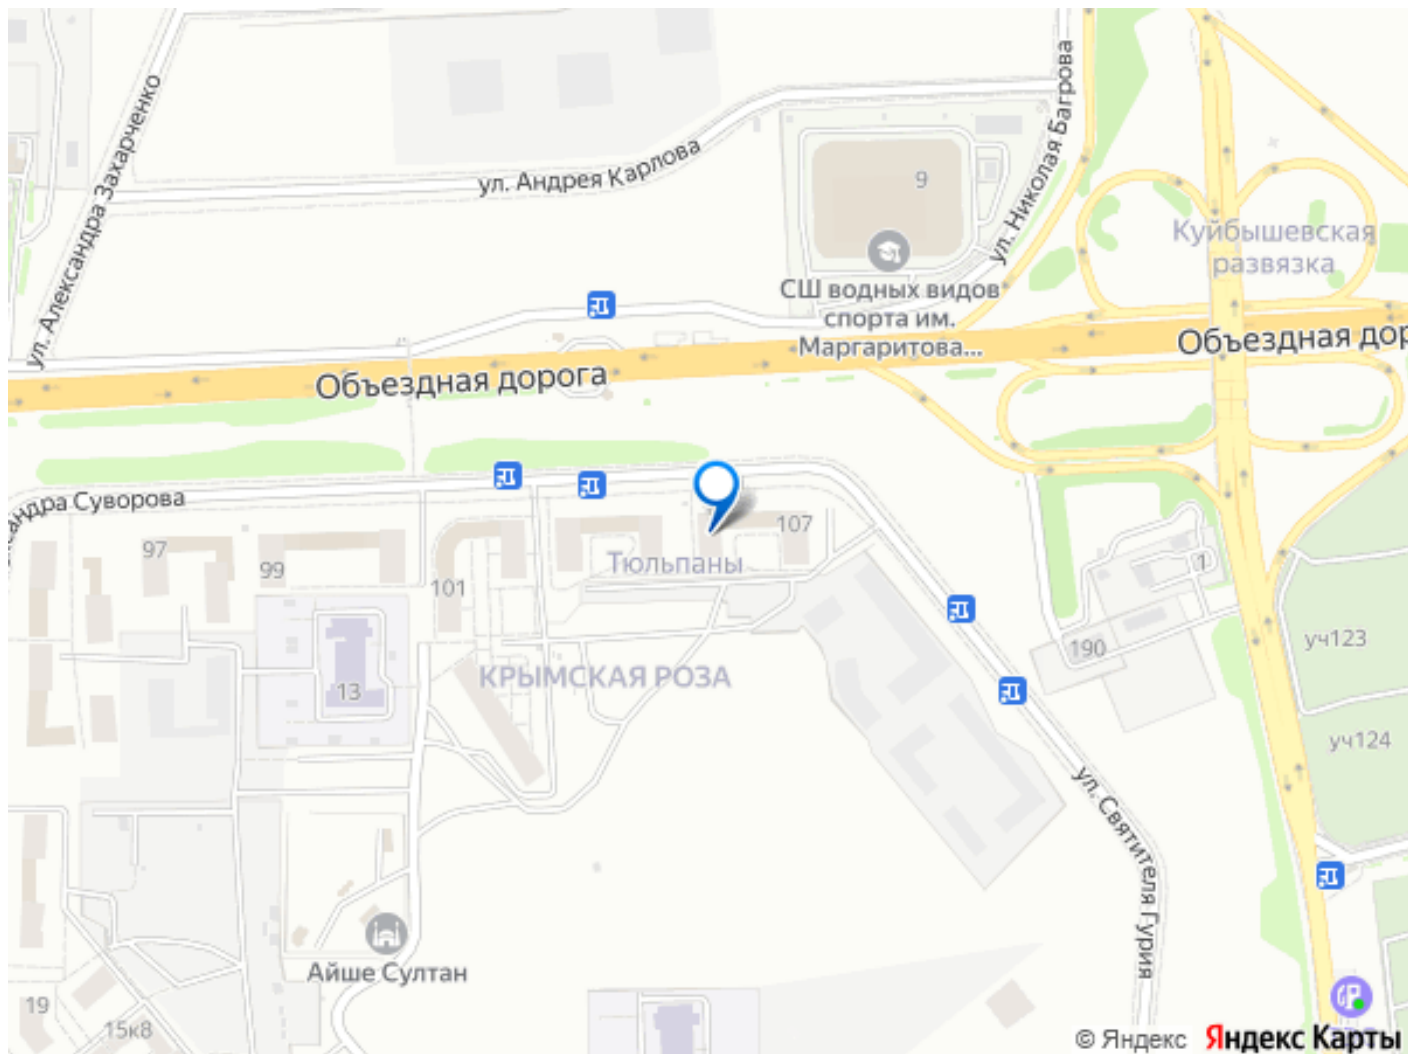 ул. Александра Захарченко
ул. Андрея Карлова
ул. Николая Багрова
9
Куйбышевская
развязка
СШ водных видов
спорта им.
Маргаритова...
Объездная дорога
Объездная дор
сандра Суворова
97
99
101
107
Тюльпаны
1
190
уч123
КРЫМСКАЯ РОЗА
13
уч124
ул. Святителя Гурия
Айше Султан
19
15к8
© Яндекс Яндекс Карты